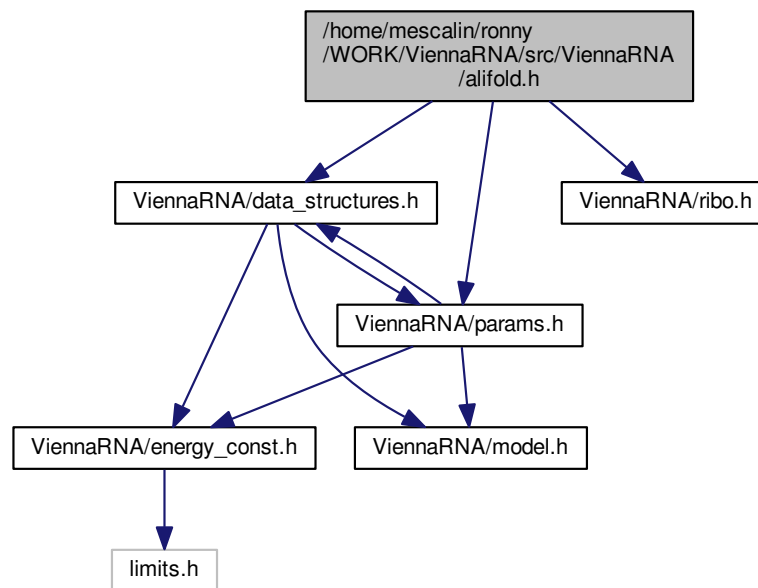 /home/mescalin/ronny
/WORK/ViennaRNA/src/ViennaRNA
/alifold.h
ViennaRNA/data_structures.h
ViennaRNA/ribo.h
ViennaRNA/params.h
ViennaRNA/energy_const.h
ViennaRNA/model.h
limits.h